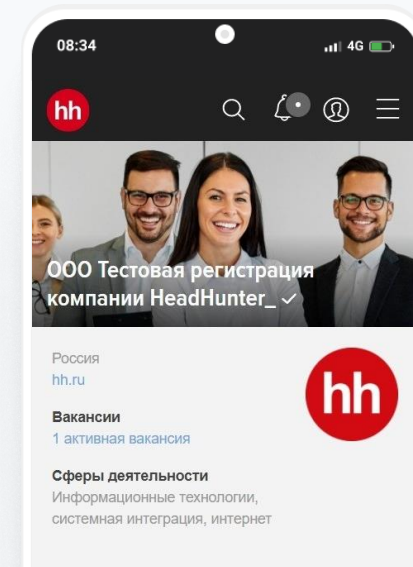 08:34
4G
hh
ООО Тестовая регистрация
компании HeadHunter_
Россия
hh.ru
hh
Вакансии
1 активная вакансия
Сферы деятельности
Информационные технологии,
системная интеграция, интернет